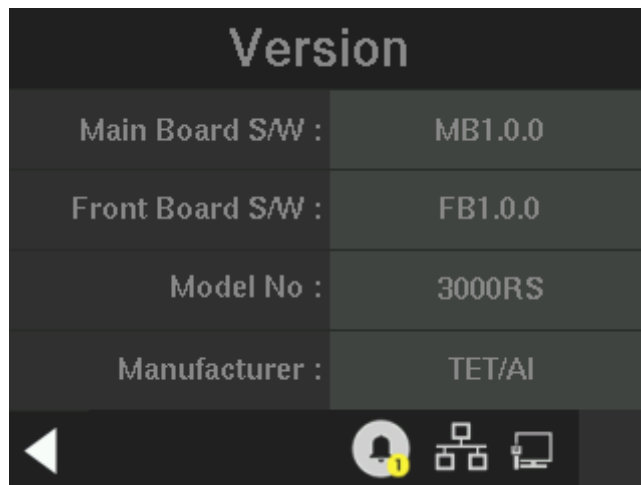 Version
Main Board S/W : MB1.0.0
Front Board S/W : FB1.0.0
Model No : 3000RS
Manufacturer : TET/AI
1